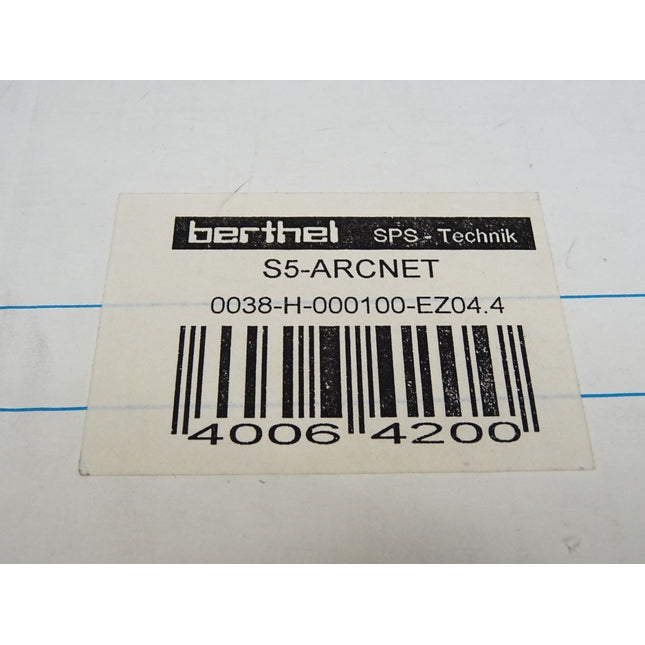 berthel SPS - Technik
S5-ARCNET
0038-H-000100-EZ04.4
4006 4200